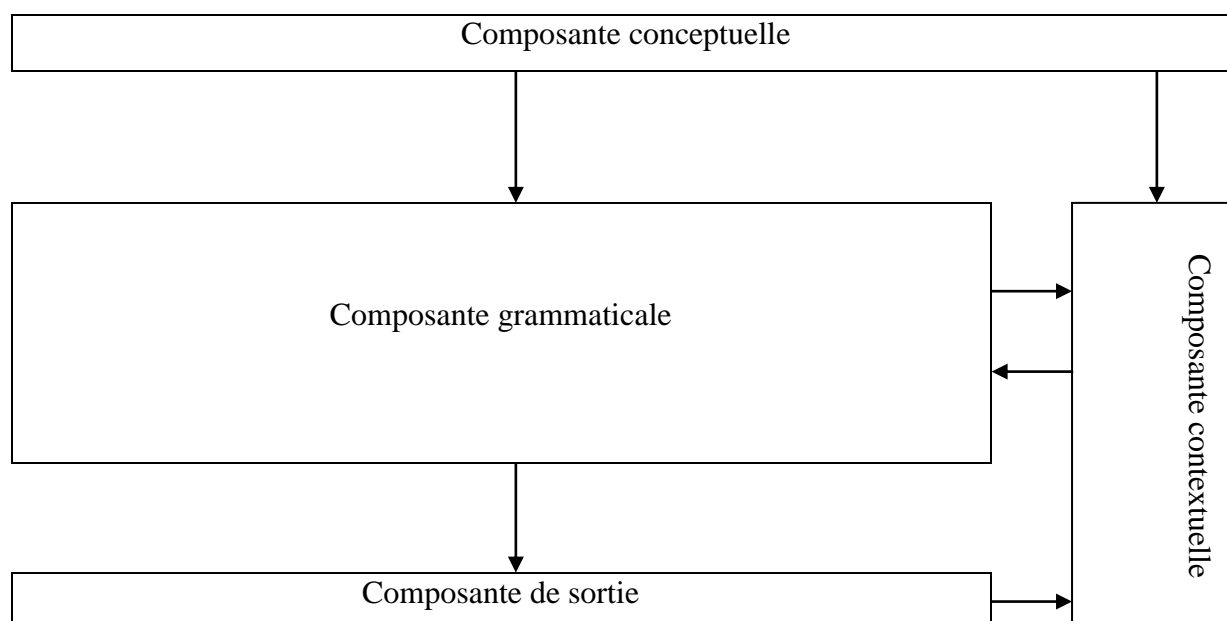 Composante conceptuelle
Composante grammaticale
Composante contextuelle
Composante de sortie